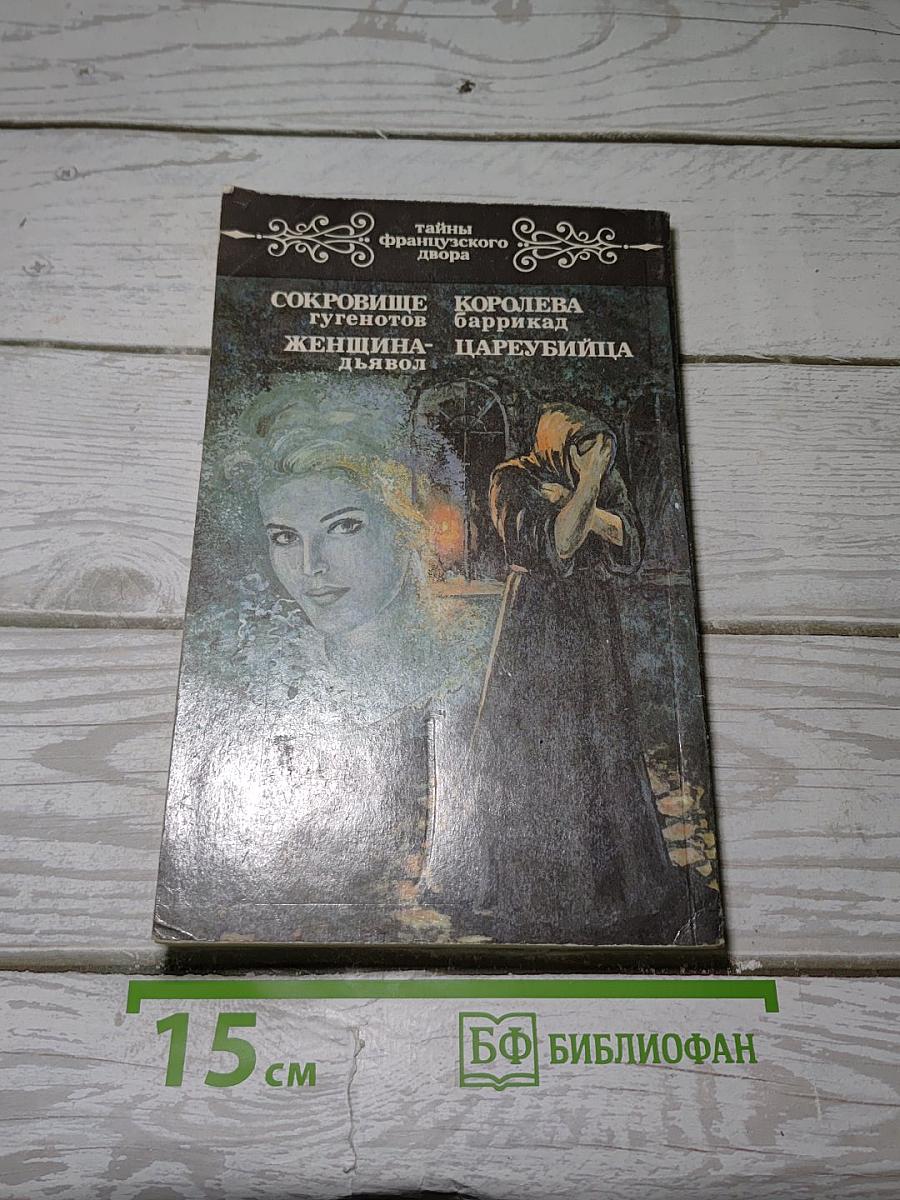 тайны
французского
двора
СОКРОВИЩЕ
гугенотов
ЖЕНЩИНА-
дьявол
КОРОЛЕВА
баррикад
ЦАРЕУБИЙЦА
15 см
БФ БИБЛИОФАН